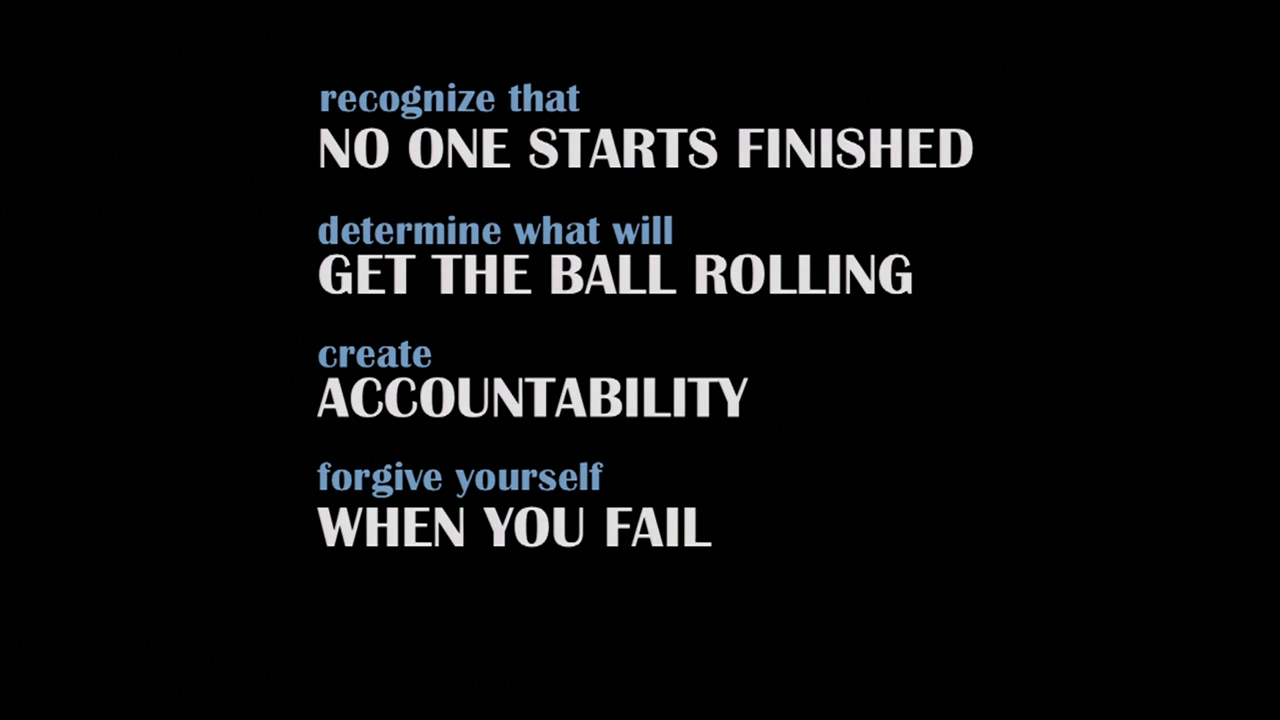 recognize that
NO ONE STARTS FINISHED
determine what will
GET THE BALL ROLLING
create
ACCOUNTABILITY
forgive yourself
WHEN YOU FAIL